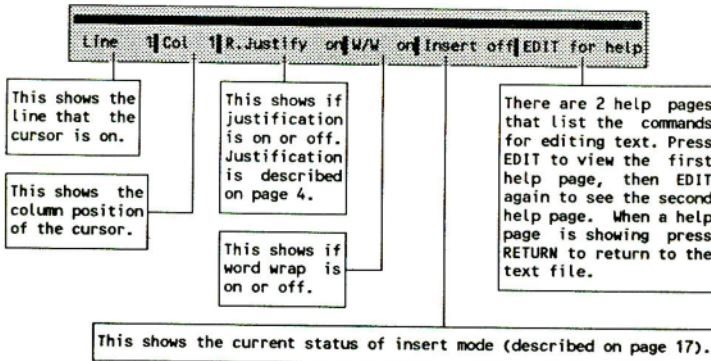 Line 1 Col 1 R.Justify on W/W on Insert off EDIT for help
This shows the
line that the
cursor is on.
This shows the
column position
of the cursor.
This shows if
justification
is on or off.
Justification
is described
on page 4.
This shows if
word wrap is
on or off.
There are 2 help pages
that list the commands
for editing text. Press
EDIT to view the first
help page, then EDIT
again to see the second
help page. When a help
page is showing press
RETURN to return to the
text file.
This shows the current status of insert mode (described on page 17).